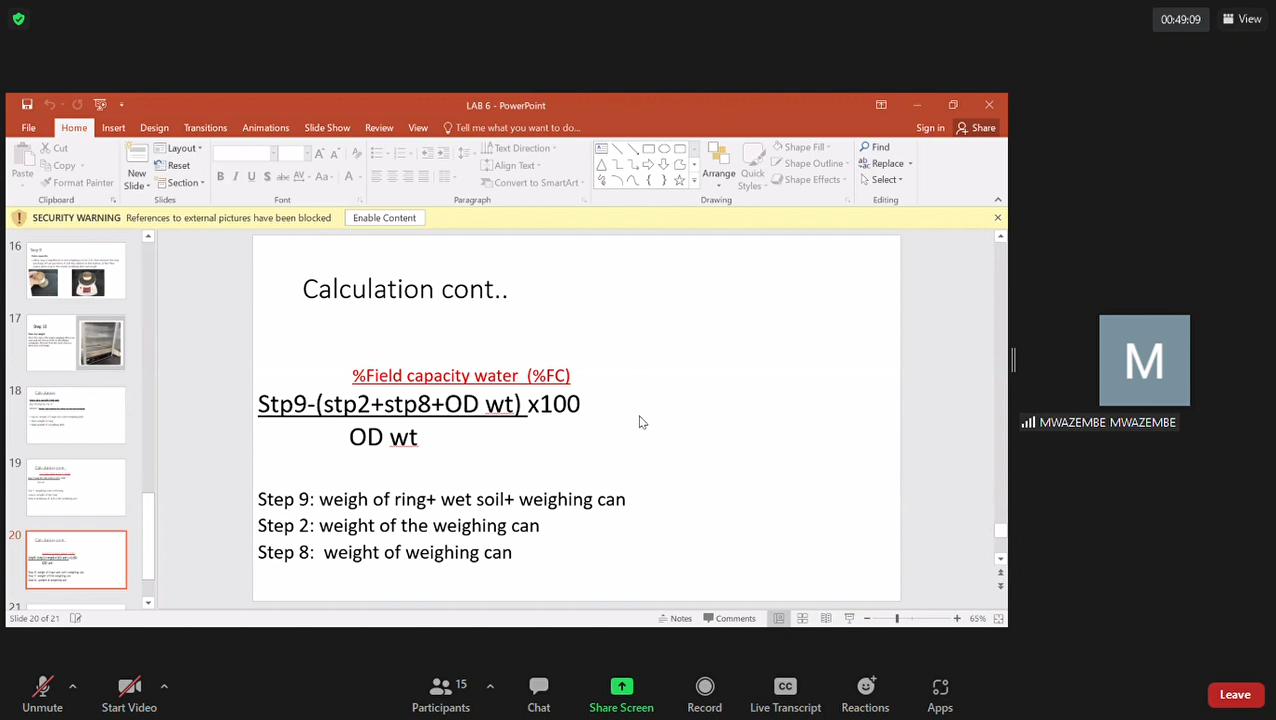 00:49:09 View
LAB 6 - PowerPoint
File Home Insert Design Transitions Animations Slide Show Review View Tell me what you want to do... Sign in Share
Cut
Copy
Format Painter
Paste
Clipboard
New
Slide
Layout
Reset
Section
Slides
B I U S abc AV Aa A
Font
Text Direction
Align Text
Convert to SmartArt
Paragraph
Arrange
Quick
Styles
Shape Fill
Shape Outline
Shape Effects
Drawing
Find
Replace
Select
Editing
SECURITY WARNING References to external pictures have been blocked Enable Content
16
17
18
19
20
21
Calculation cont..
%Field capacity water (%FC)
Stp9-(stp2+stp8+OD wt) x100
OD wt
Step 9: weigh of ring+ wet soil+ weighing can
Step 2: weight of the weighing can
Step 8: weight of weighing can
M
MWAZEMBE MWAZEMBE
Slide 20 of 21 Notes Comments 65%
Unmute Start Video Participants 15 Chat Share Screen Record CC Live Transcript Reactions Apps Leave